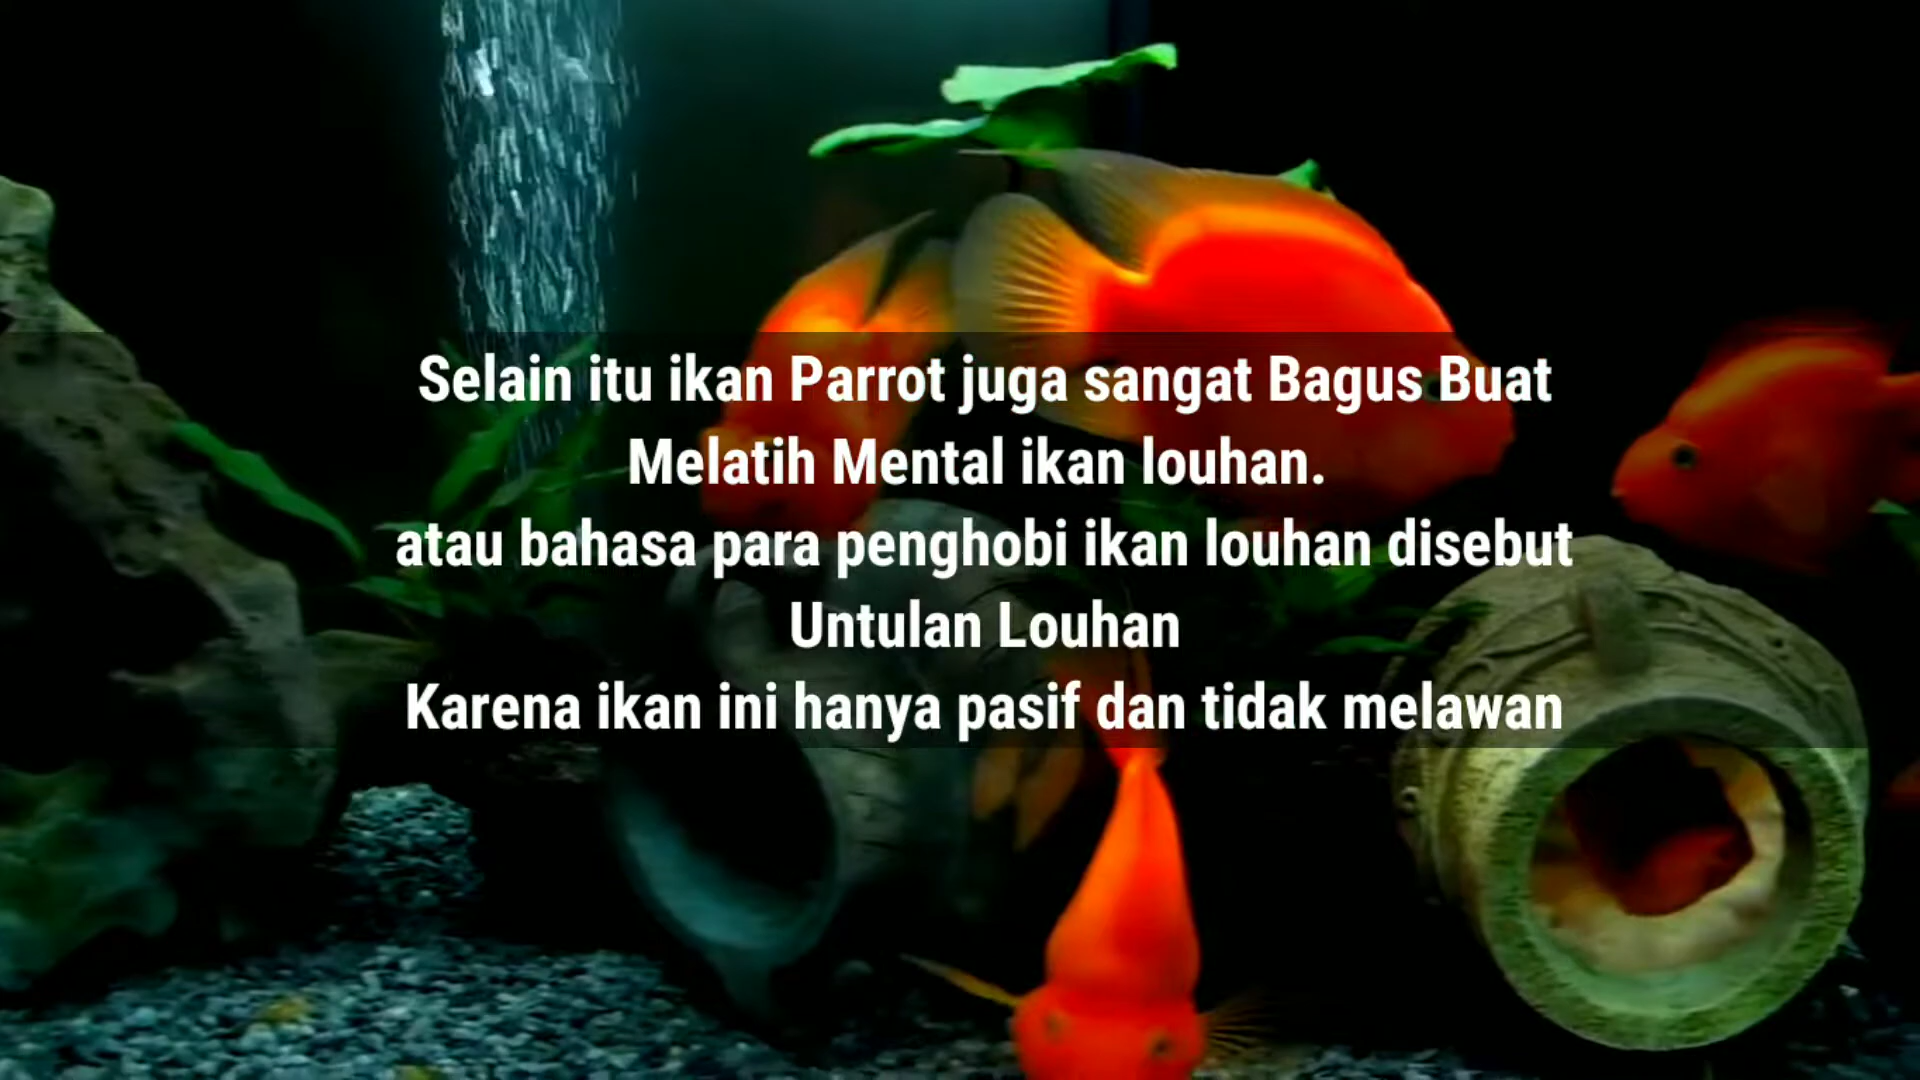 Selain itu ikan Parrot juga sangat Bagus Buat
Melatih Mental ikan louhan.
atau bahasa para penghobi ikan louhan disebut
Untulan Louhan
Karena ikan ini hanya pasif dan tidak melawan